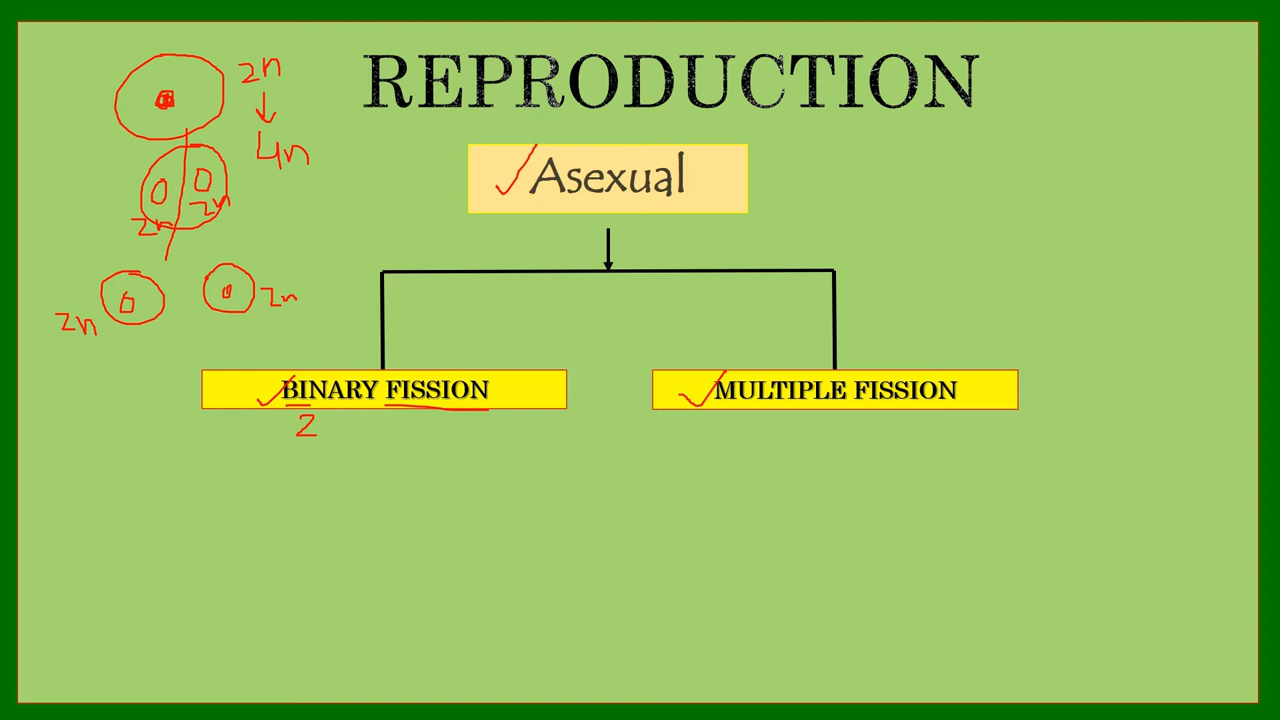 REPRODUCTION
2n
4n
Asexual
2n
2n
2n
2n
BINARY FISSION
MULTIPLE FISSION
2